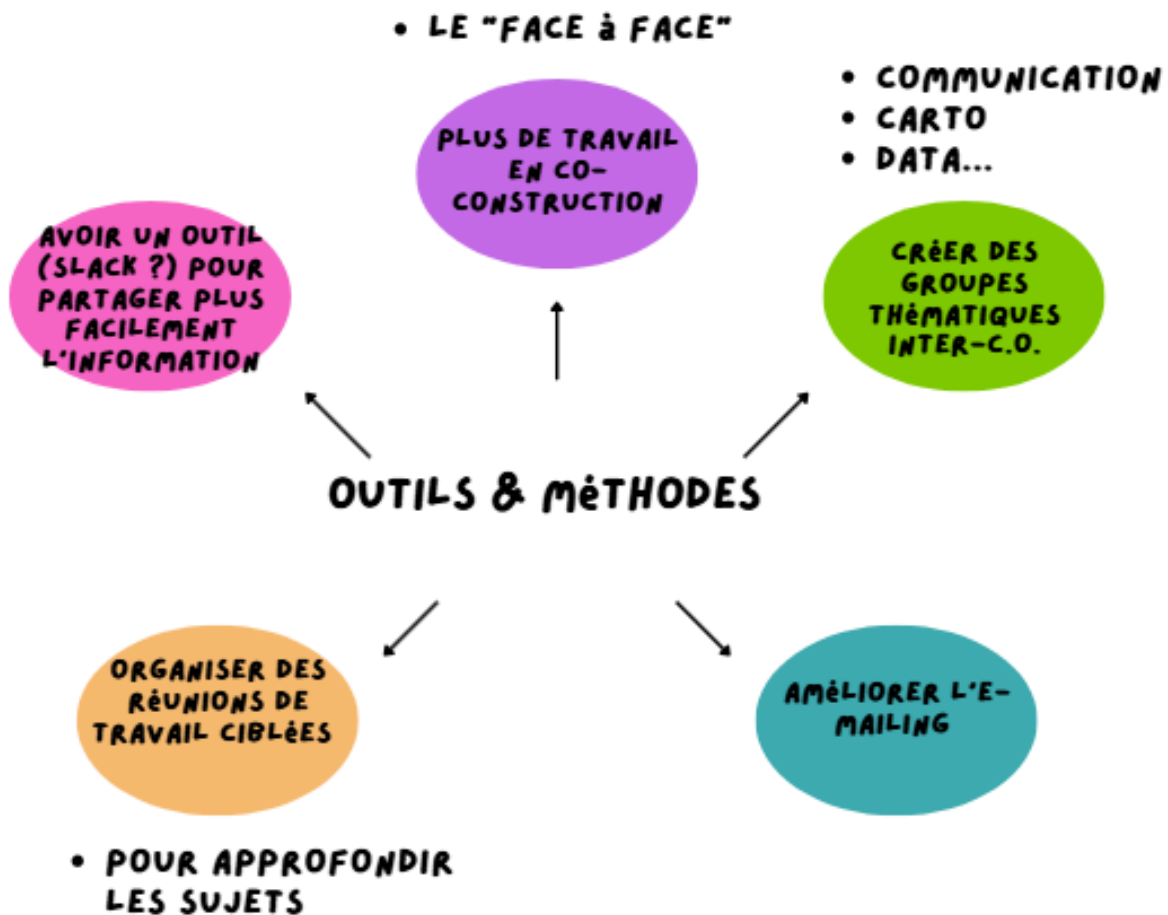 • LE "FACE à FACE"
PLUS DE TRAVAIL
EN CO-
CONSTRUCTION
• COMMUNICATION
• CARTO
• DATA...
AVOIR UN OUTIL
(SLACK ?) POUR
PARTAGER PLUS
FACILEMENT
L'INFORMATION
CRéER DES
GROUPES
THéMATIQUES
INTER-C.O.
OUTILS & MéTHODES
ORGANISER DES
RéUNIONS DE
TRAVAIL CIBLéES
AMéLIORER L'E-
MAILING
• POUR APPROFONDIR
LES SUJETS